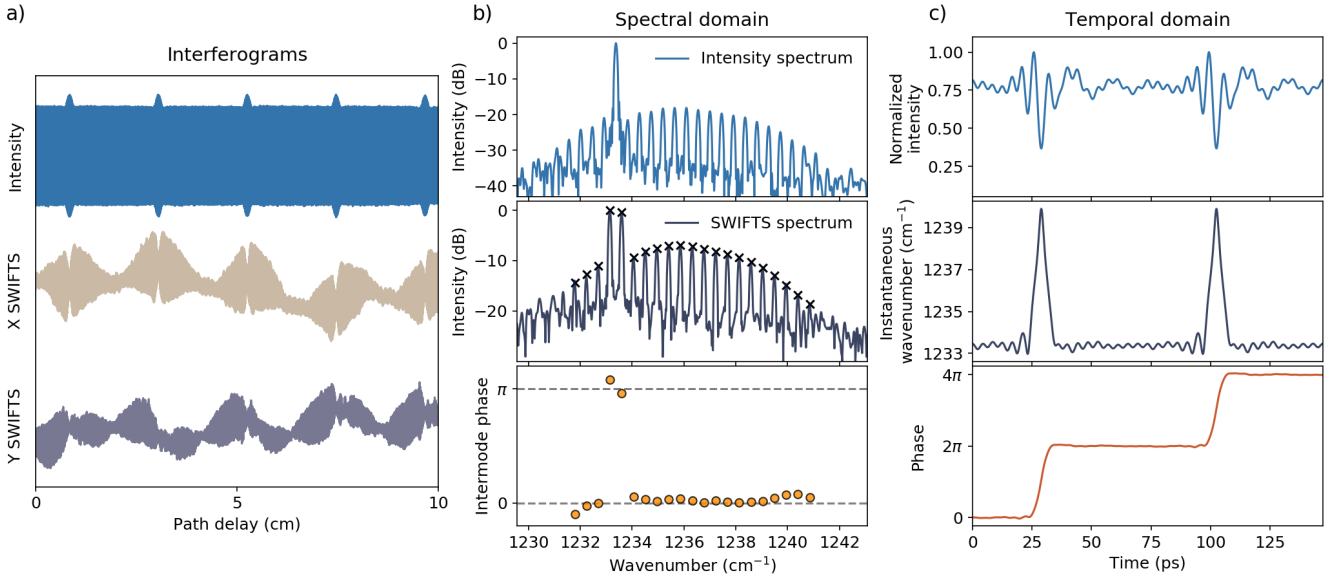 a)
Interferograms
Intensity
X SWIFTS
Y SWIFTS
0
5
10
Path delay (cm)
b)
Spectral domain
Intensity spectrum
Intensity (dB)
0
−10
−20
−30
−40
SWIFTS spectrum
Intensity (dB)
0
−10
−20
Intermode phase
π
0
1230
1232
1234
1236
1238
1240
1242
Wavenumber (cm⁻¹)
c)
Temporal domain
Normalized
intensity
1.00
0.75
0.50
0.25
Instantaneous
wavenumber (cm⁻¹)
1239
1237
1235
1233
Phase
4π
2π
0
0
25
50
75
100
125
Time (ps)